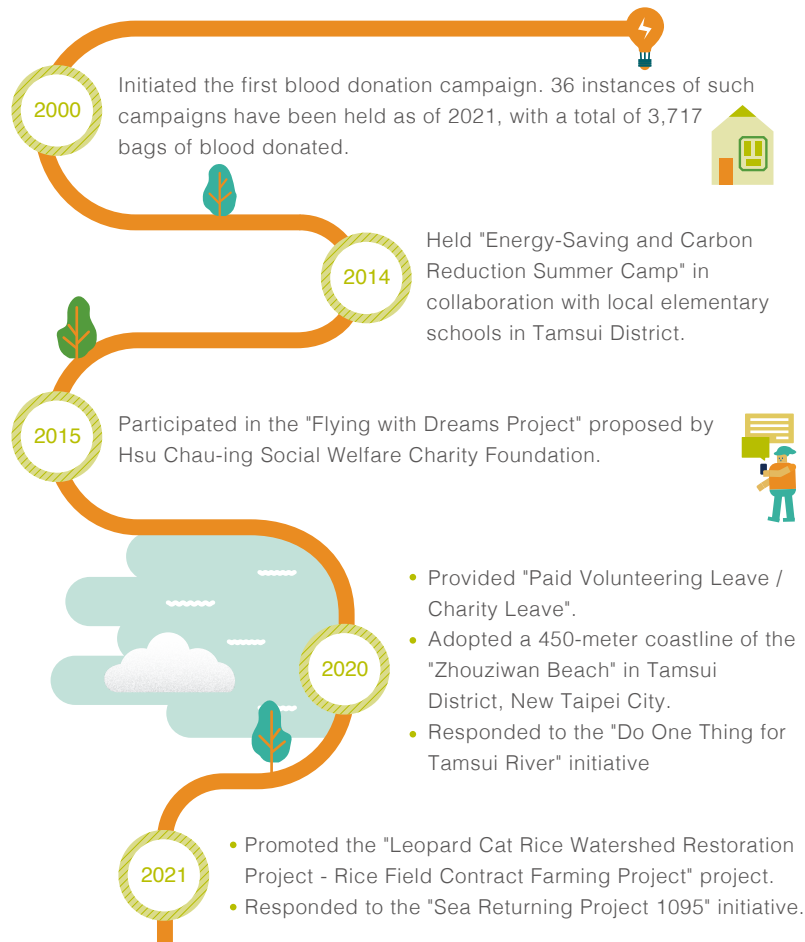 2000
Initiated the first blood donation campaign. 36 instances of such
campaigns have been held as of 2021, with a total of 3,717
bags of blood donated.
2014
Held "Energy-Saving and Carbon
Reduction Summer Camp" in
collaboration with local elementary
schools in Tamsui District.
2015
Participated in the "Flying with Dreams Project" proposed by
Hsu Chau-ing Social Welfare Charity Foundation.
2020
• Provided "Paid Volunteering Leave /
Charity Leave".
• Adopted a 450-meter coastline of the
"Zhouziwan Beach" in Tamsui
District, New Taipei City.
• Responded to the "Do One Thing for
Tamsui River" initiative
2021
• Promoted the "Leopard Cat Rice Watershed Restoration
Project - Rice Field Contract Farming Project" project.
• Responded to the "Sea Returning Project 1095" initiative.